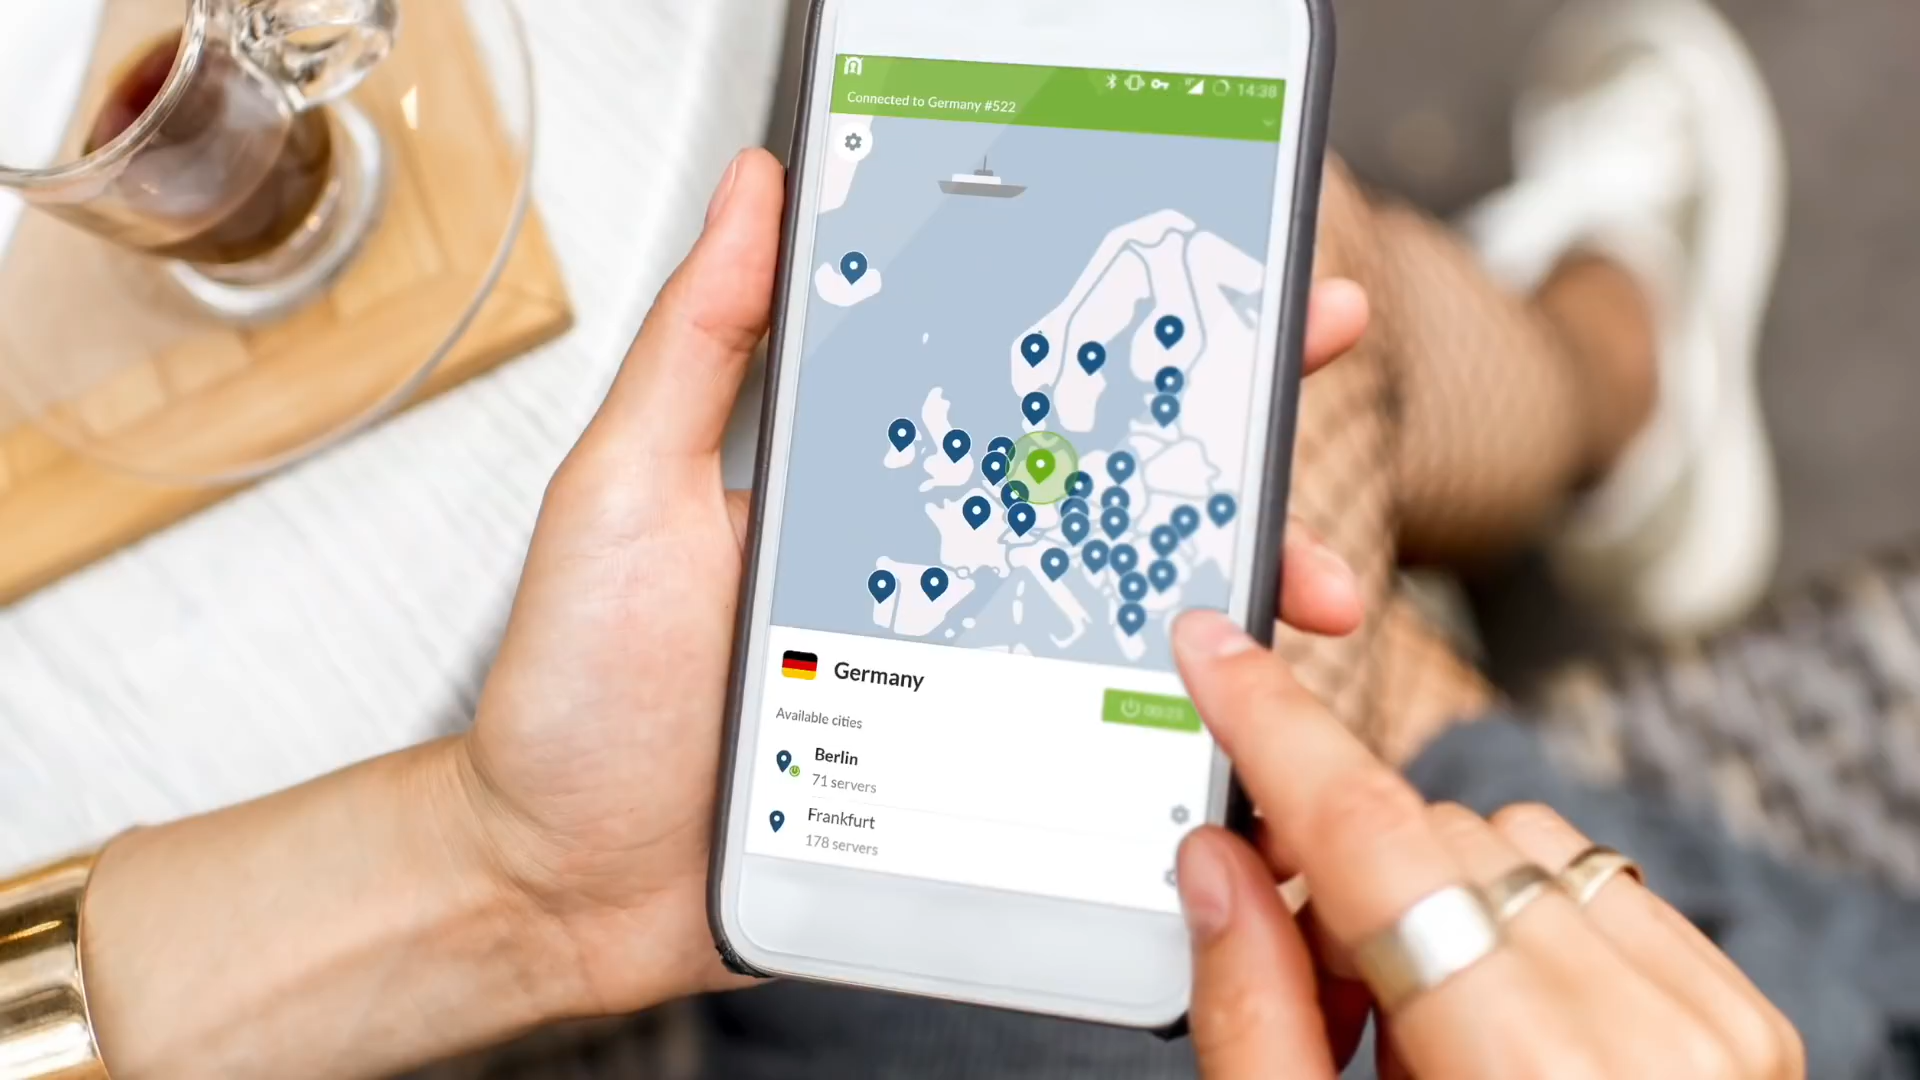 14:38
Connected to Germany #522
Germany
Available cities
Berlin
71 servers
Frankfurt
178 servers